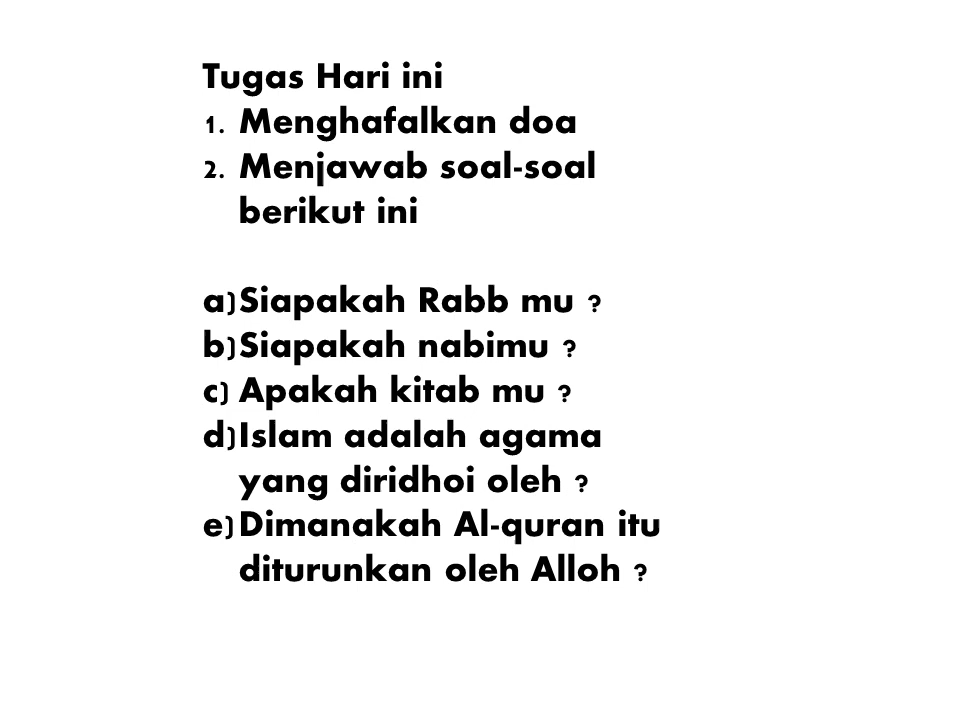 Tugas Hari ini
1. Menghafalkan doa
2. Menjawab soal-soal
berikut ini
a)Siapakah Rabb mu ?
b)Siapakah nabimu ?
c) Apakah kitab mu ?
d)Islam adalah agama
yang diridhoi oleh ?
e)Dimanakah Al-quran itu
diturunkan oleh Alloh ?